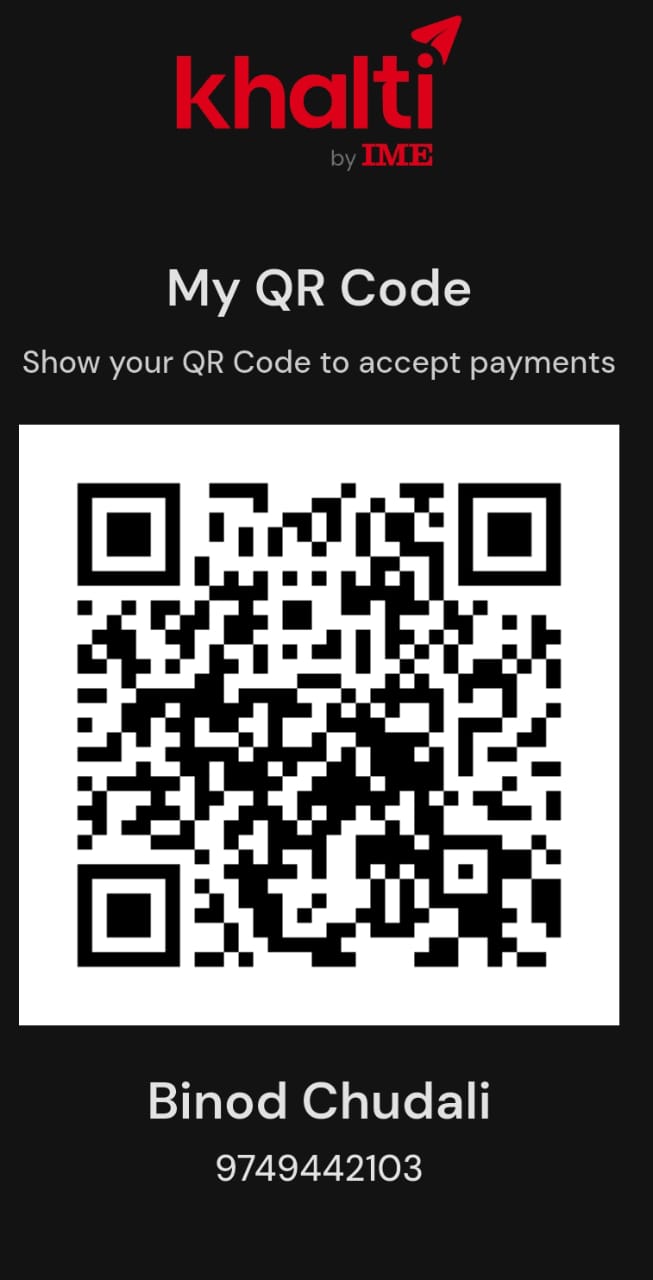 khalti
by IME
My QR Code
Show your QR Code to accept payments
Binod Chudali
9749442103